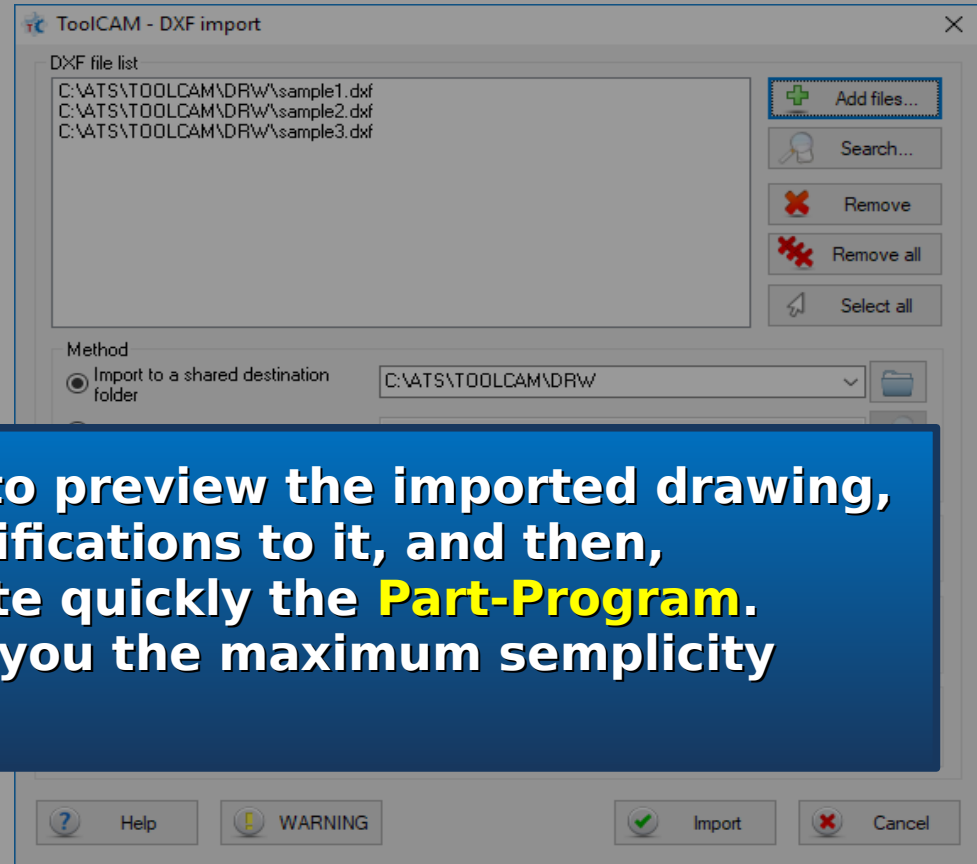 ToolCAM - DXF import
DXF file list
C:\ATS\TOOLCAM\DRW\sample1.dxf
C:\ATS\TOOLCAM\DRW\sample2.dxf
C:\ATS\TOOLCAM\DRW\sample3.dxf
Add files...
Search...
Remove
Remove all
Select all
Method
Import to a shared destination
folder
C:\ATS\TOOLCAM\DRW
to preview the imported drawing,
ifications to it, and then,
te quickly the Part-Program.
you the maximum semplicity
Help
WARNING
Import
Cancel